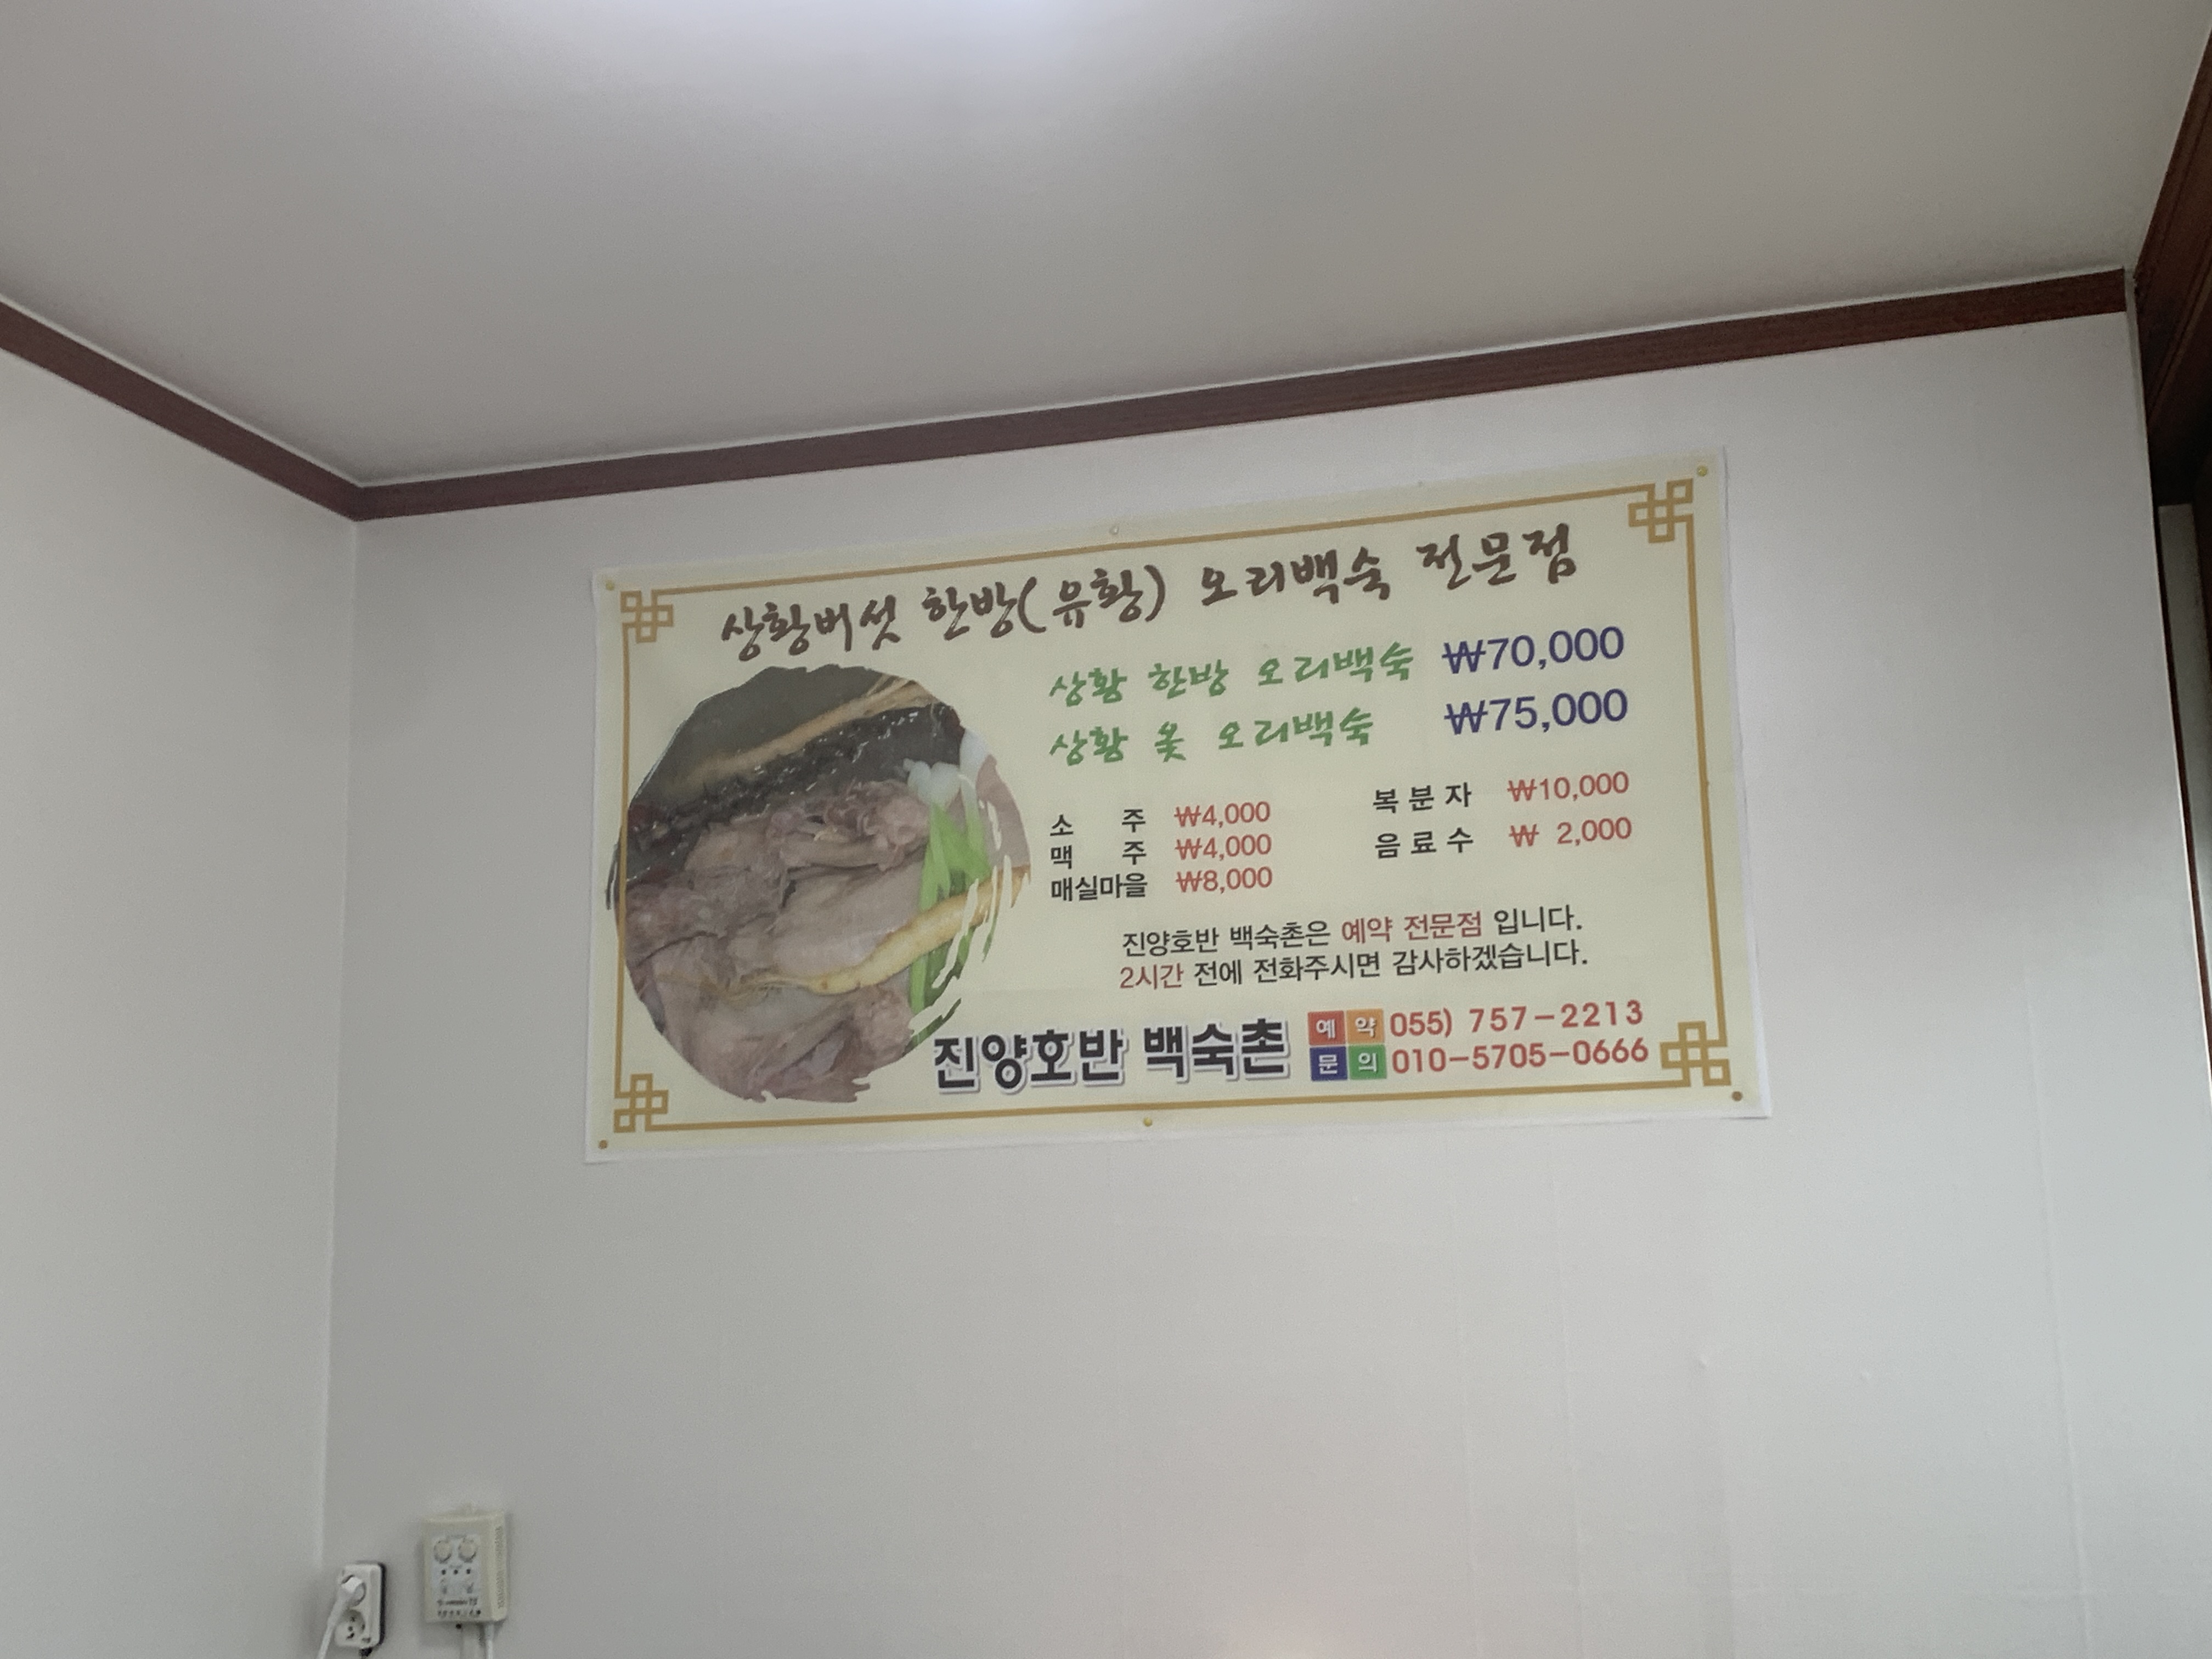 상황버섯 한방(유황) 오리백숙 전문점
상황 한방 오리백숙 ₩70,000
상황 옻 오리백숙 ₩75,000
소 주 ₩4,000
맥 주 ₩4,000
매실마을 ₩8,000
복분자 ₩10,000
음료수 ₩ 2,000
진양호반 백숙촌은 예약 전문점 입니다.
2시간 전에 전화주시면 감사하겠습니다.
진양호반 백숙촌
예약 055) 757-2213
문의 010-5705-0666